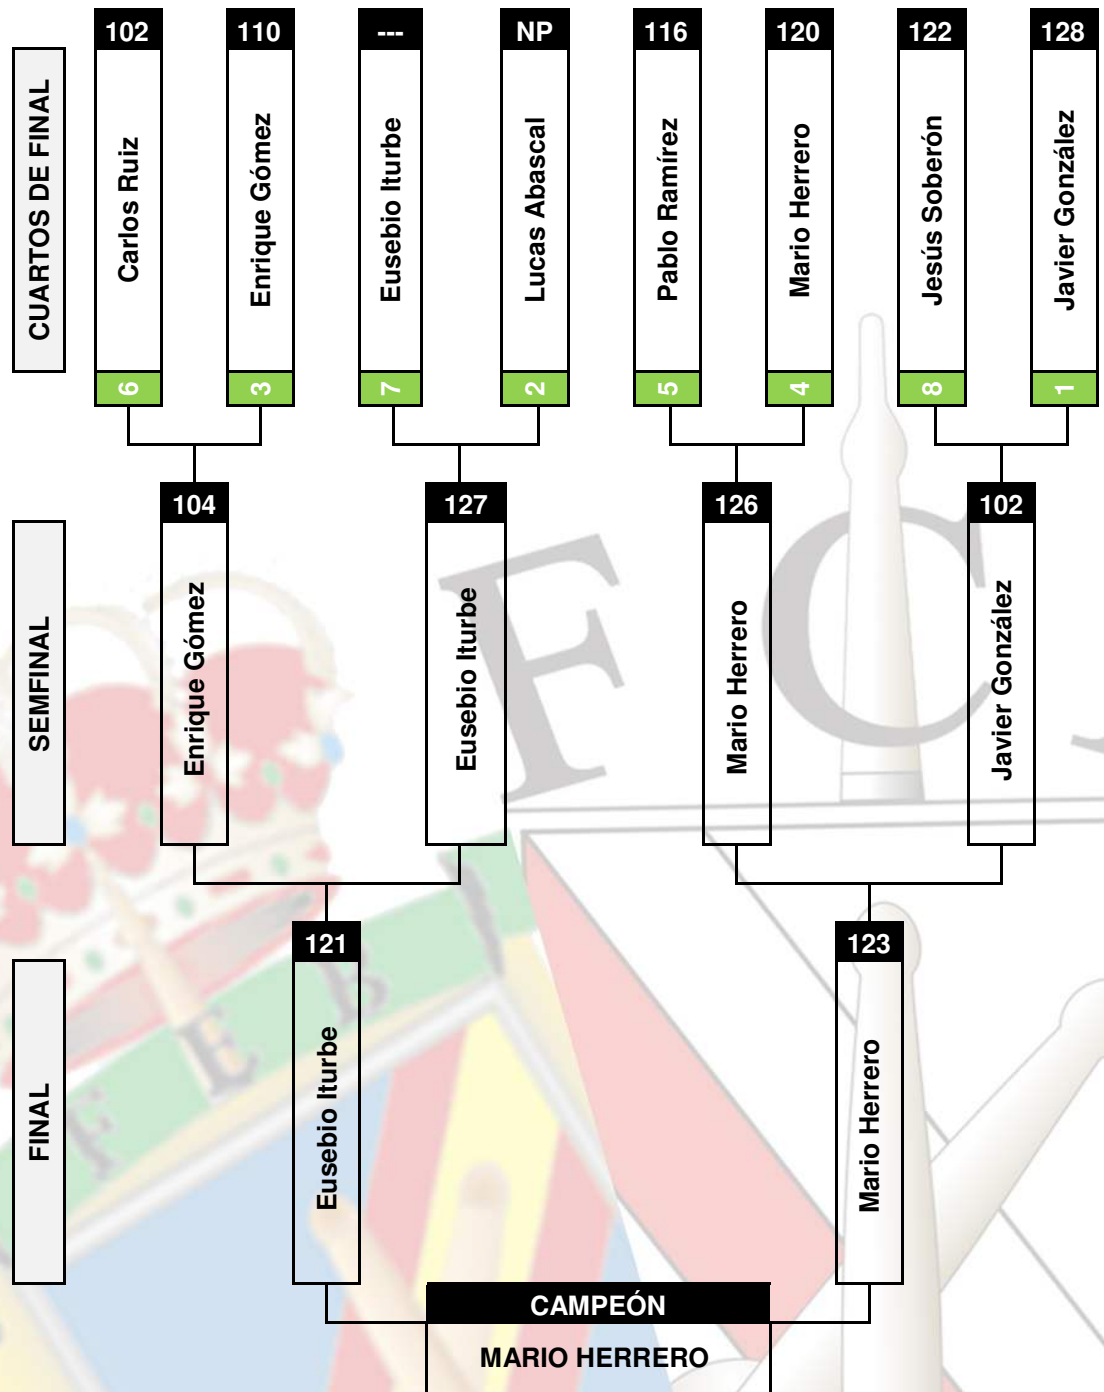 102 110 --- NP 116 120 122 128
CUARTOS DE FINAL
Carlos Ruiz
Enrique Gómez
Eusebio Iturbe
Lucas Abascal
Pablo Ramírez
Mario Herrero
Jesús Soberón
Javier González
6 3 7 2 5 4 8 1
104 127 126 102
SEMFINAL
Enrique Gómez
Eusebio Iturbe
Mario Herrero
Javier González
F C
121 123
FINAL
Eusebio Iturbe
Mario Herrero
F E B
CAMPEÓN
MARIO HERRERO